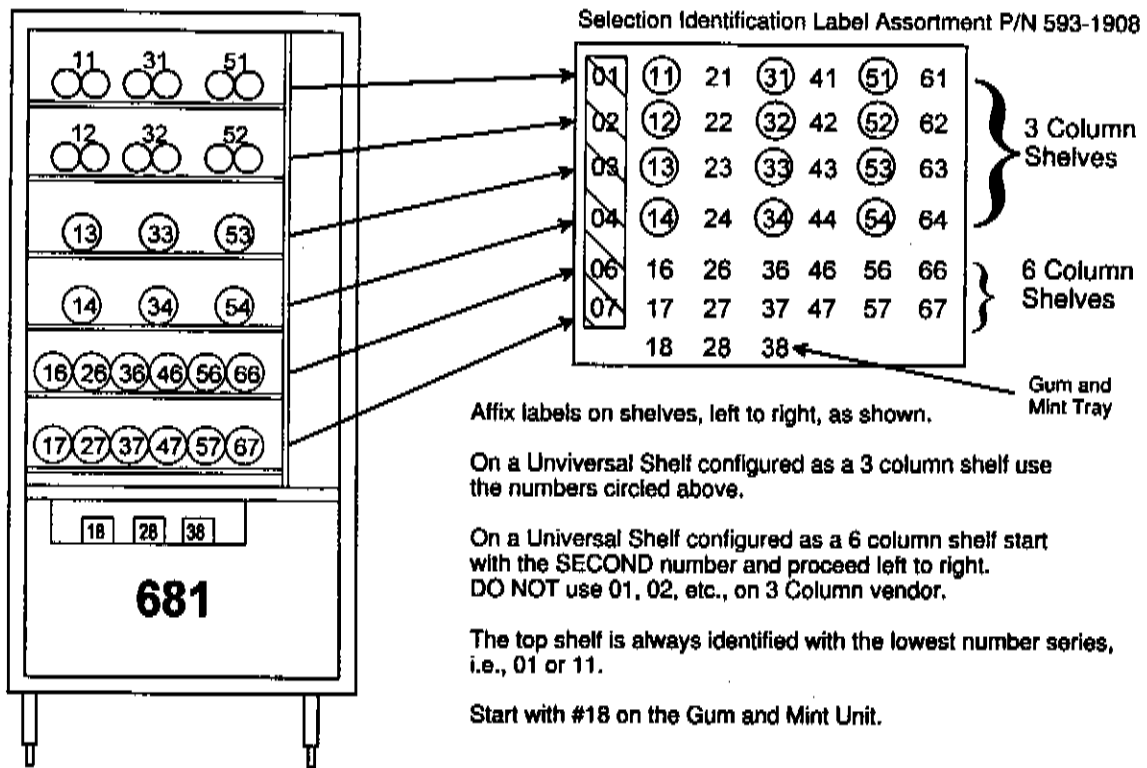 Selection Identification Label Assortment P/N 593-1908
11 31 51
12 32 52
13 33 53
14 34 54
16 26 36 46 56 66
17 27 37 47 57 67
18 28 38
681
01 11 21 31 41 51 61
02 12 22 32 42 52 62
03 13 23 33 43 53 63
04 14 24 34 44 54 64
06 16 26 36 46 56 66
07 17 27 37 47 57 67
18 28 38
3 Column
Shelves
6 Column
Shelves
Gum and
Mint Tray
Affix labels on shelves, left to right, as shown.
On a Unviversal Shelf configured as a 3 column shelf use
the numbers circled above.
On a Universal Shelf configured as a 6 column shelf start
with the SECOND number and proceed left to right.
DO NOT use 01, 02, etc., on 3 Column vendor.
The top shelf is always identified with the lowest number series,
i.e., 01 or 11.
Start with #18 on the Gum and Mint Unit.